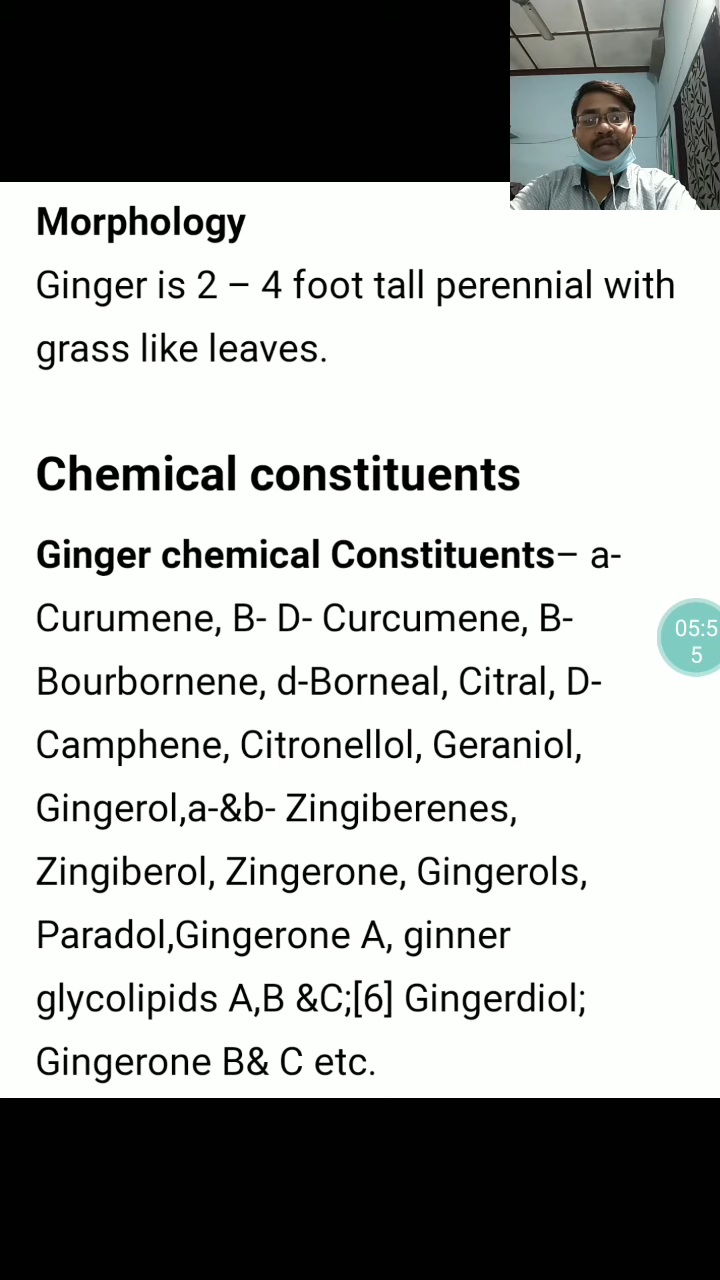 Morphology
Ginger is 2 – 4 foot tall perennial with
grass like leaves.
Chemical constituents
Ginger chemical Constituents– a-
Curumene, B- D- Curcumene, B-
Bourbornene, d-Borneal, Citral, D-
Camphene, Citronellol, Geraniol,
Gingerol,a-&b- Zingiberenes,
Zingiberol, Zingerone, Gingerols,
Paradol,Gingerone A, ginner
glycolipids A,B &C;[6] Gingerdiol;
Gingerone B& C etc.
05:5
5